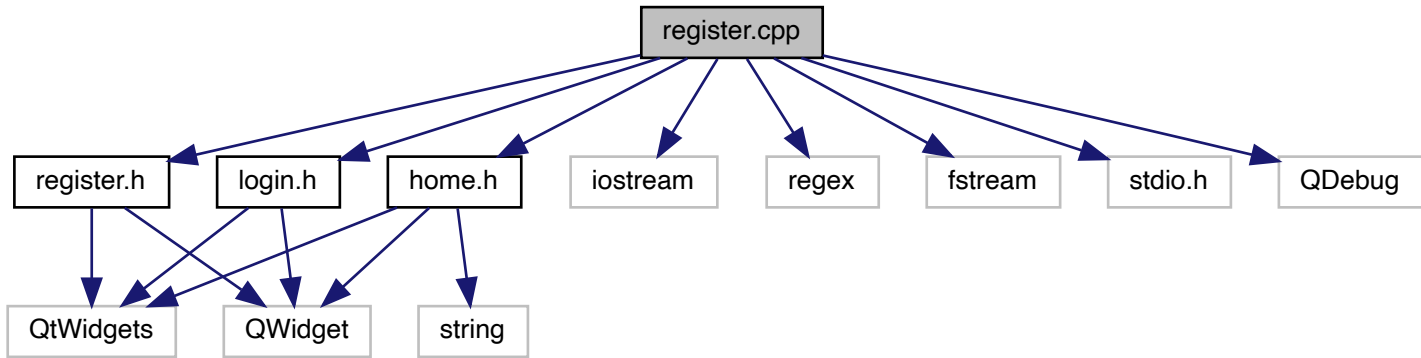 register.cpp
register.h
login.h
home.h
iostream
regex
fstream
stdio.h
QDebug
QtWidgets
QWidget
string